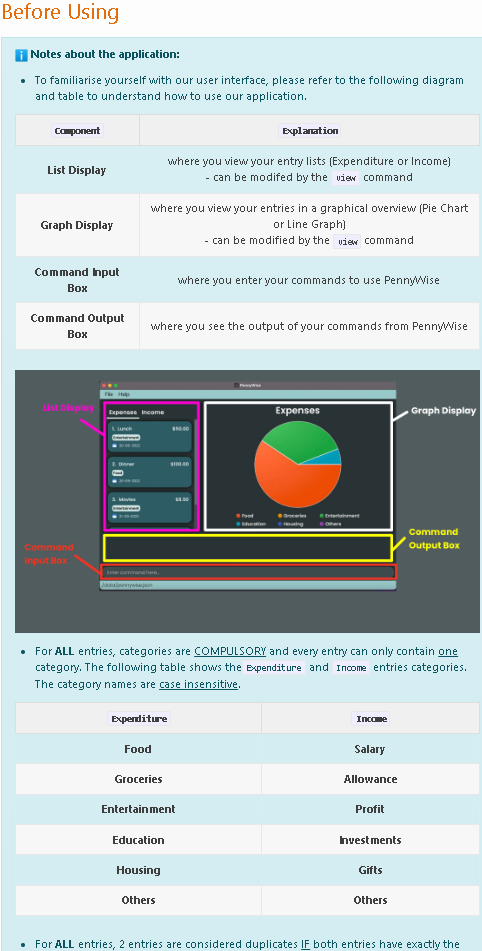 Before Using
Notes about the application:
To familiarise yourself with our user interface, please refer to the following diagram
and table to understand how to use our application.
Component Explanation
List Display where you view your entry lists (Expenditure or Income)
- can be modifed by the view command
Graph Display where you view your entries in a graphical overview (Pie Chart
or Line Graph)
- can be modified by the view command
Command Input
Box
where you enter your commands to use PennyWise
Command Output
Box
where you see the output of your commands from PennyWise
PennyWise
File Help
List Display
Expenses Income
1. Lunch $50.00
Entertainment
2. Dinner $100.00
Food
3. Movies
Entertainment
Expenses
Food Groceries Entertainment
Education Housing Others
Graph Display
Command
Output Box
Command
Input Box
Enter command here...
For ALL entries, categories are COMPULSORY and every entry can only contain one
category. The following table shows the Expenditure and Income entries categories.
The category names are case insensitive.
Expenditure Income
Food Salary
Groceries Allowance
Entertainment Profit
Education Investments
Housing Gifts
Others Others
For ALL entries, 2 entries are considered duplicates IF both entries have exactly the